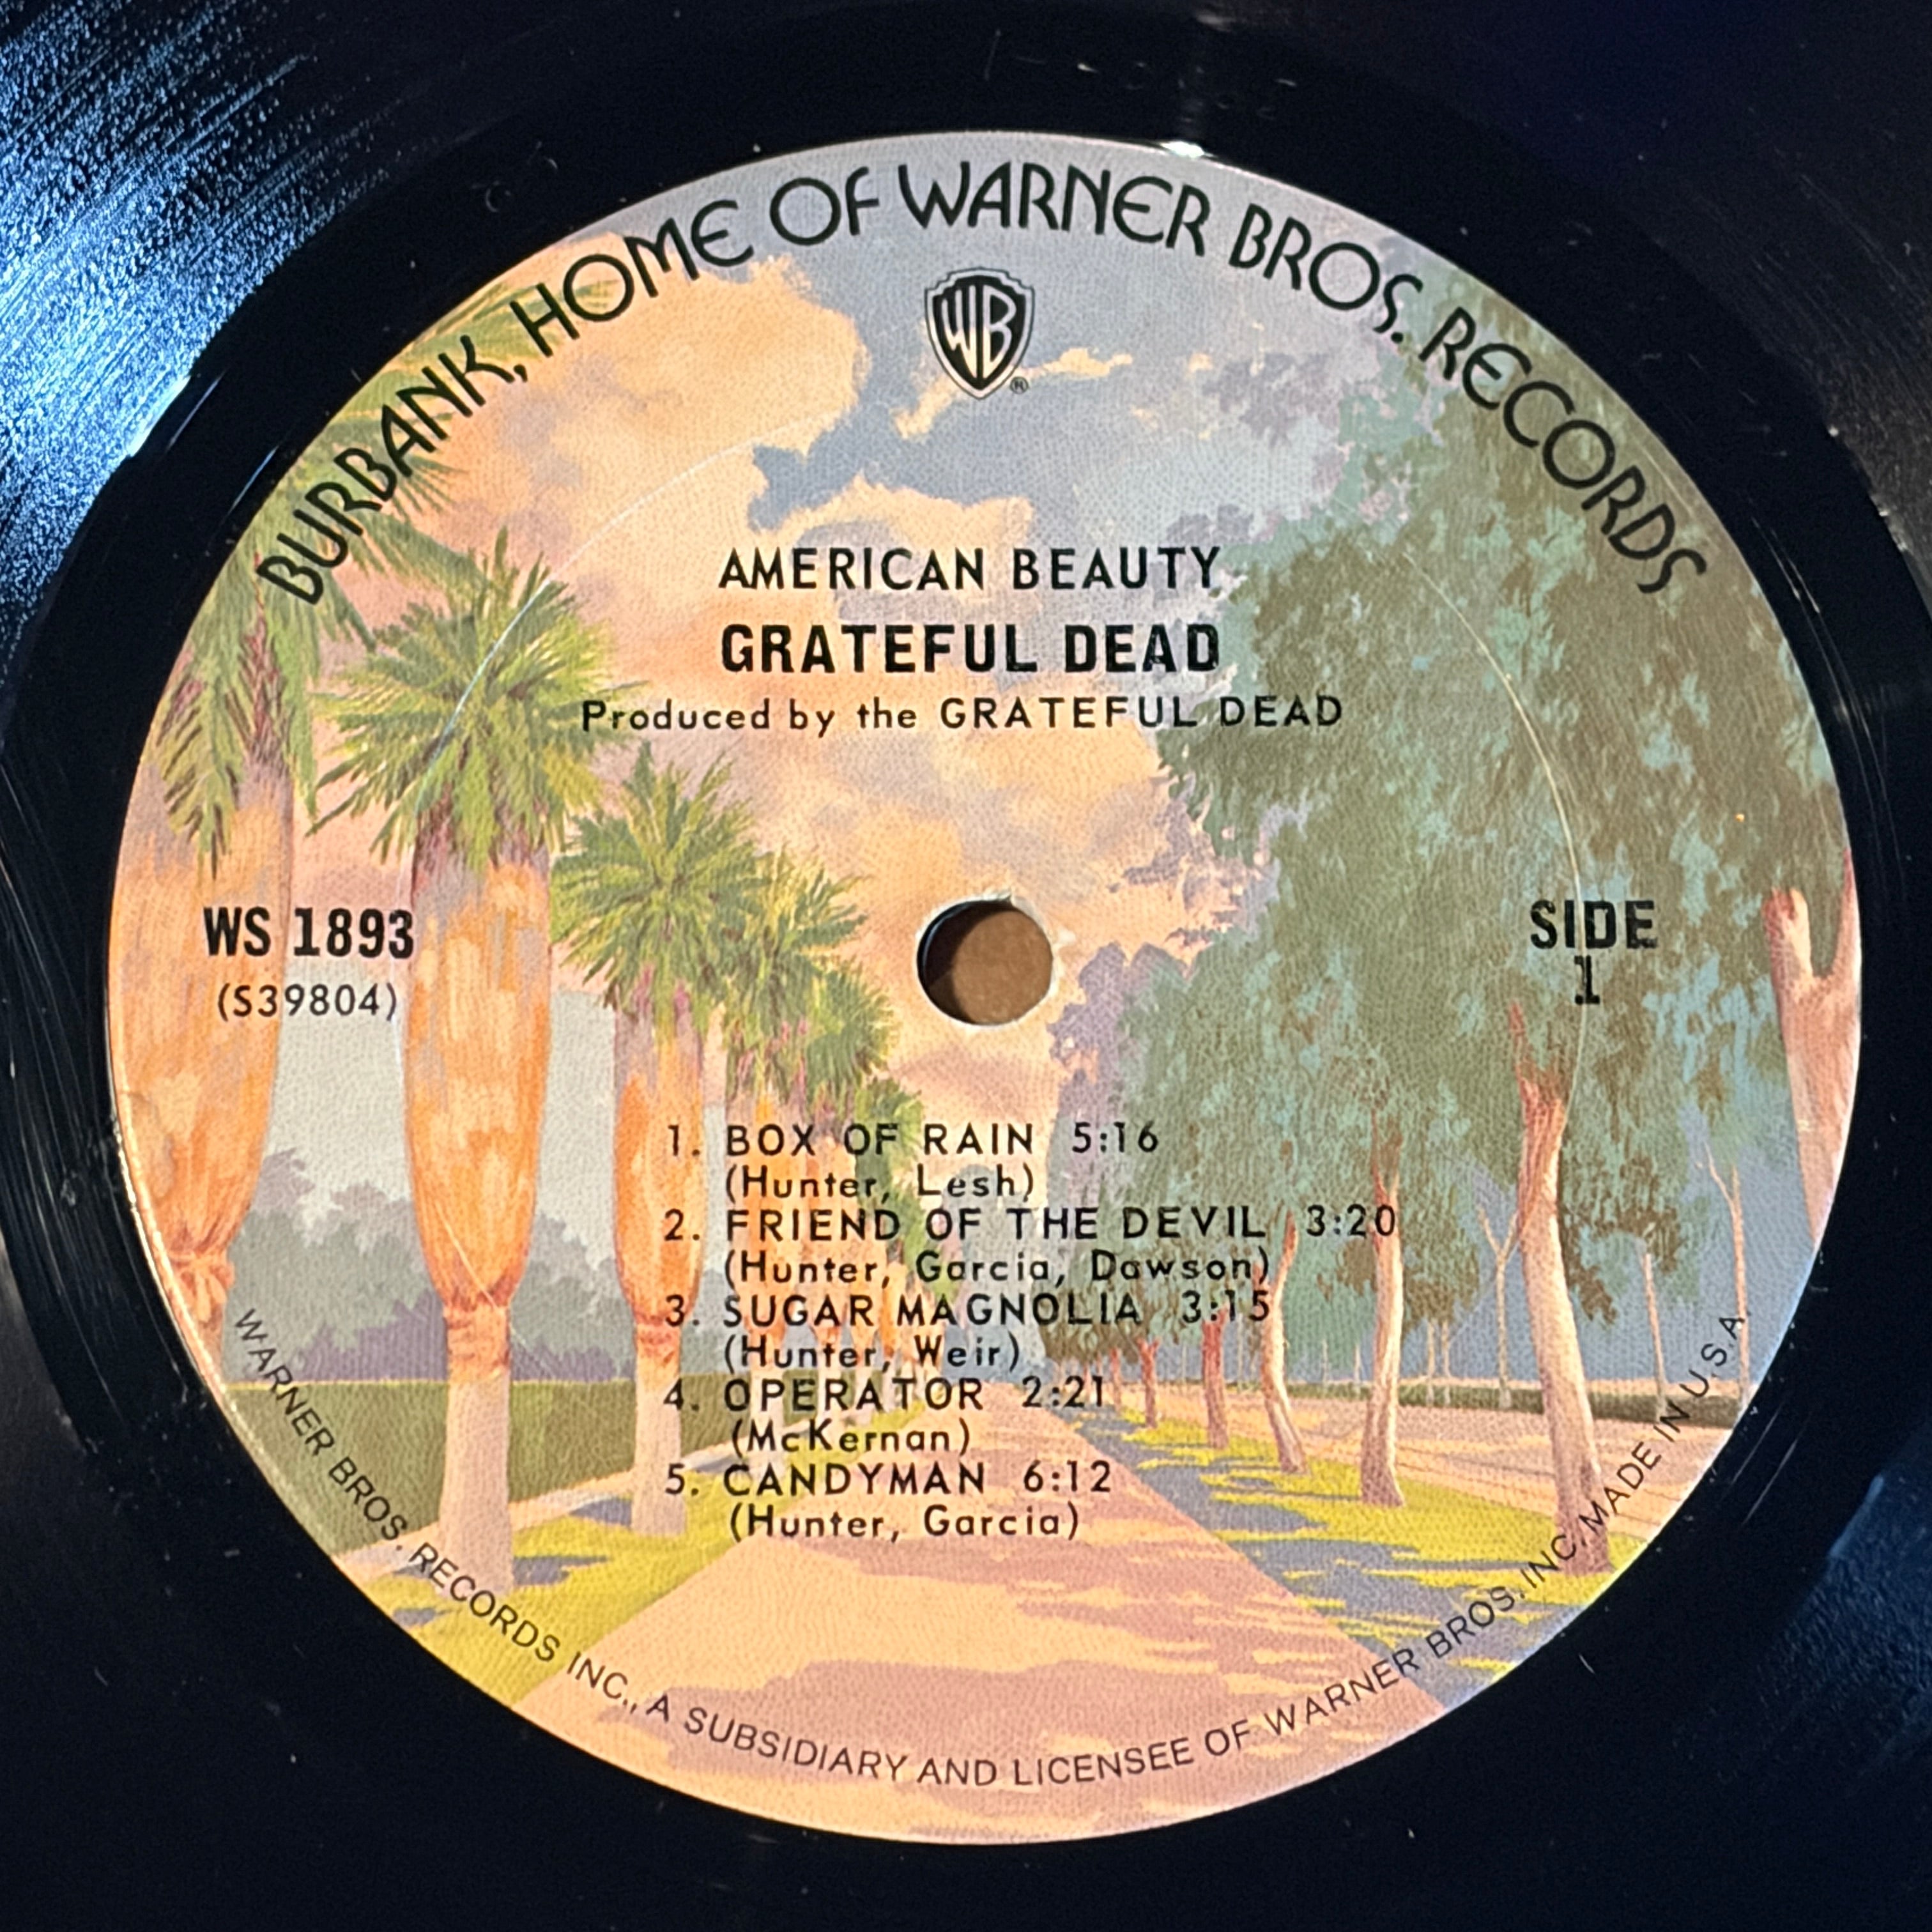 BURBANK, HOME OF WARNER BROS. RECORDS
WB
®
AMERICAN BEAUTY
GRATEFUL DEAD
Produced by the GRATEFUL DEAD
WS 1893
(S39804)
SIDE
1
1. BOX OF RAIN 5:16
(Hunter, Lesh)
2. FRIEND OF THE DEVIL 3:20
(Hunter, Garcia, Dawson)
3. SUGAR MAGNOLIA 3:15
(Hunter, Weir)
4. OPERATOR 2:21
(McKernan)
5. CANDYMAN 6:12
(Hunter, Garcia)
WARNER BROS. RECORDS INC., A SUBSIDIARY AND LICENSEE OF WARNER BROS. INC. MADE IN U.S.A.